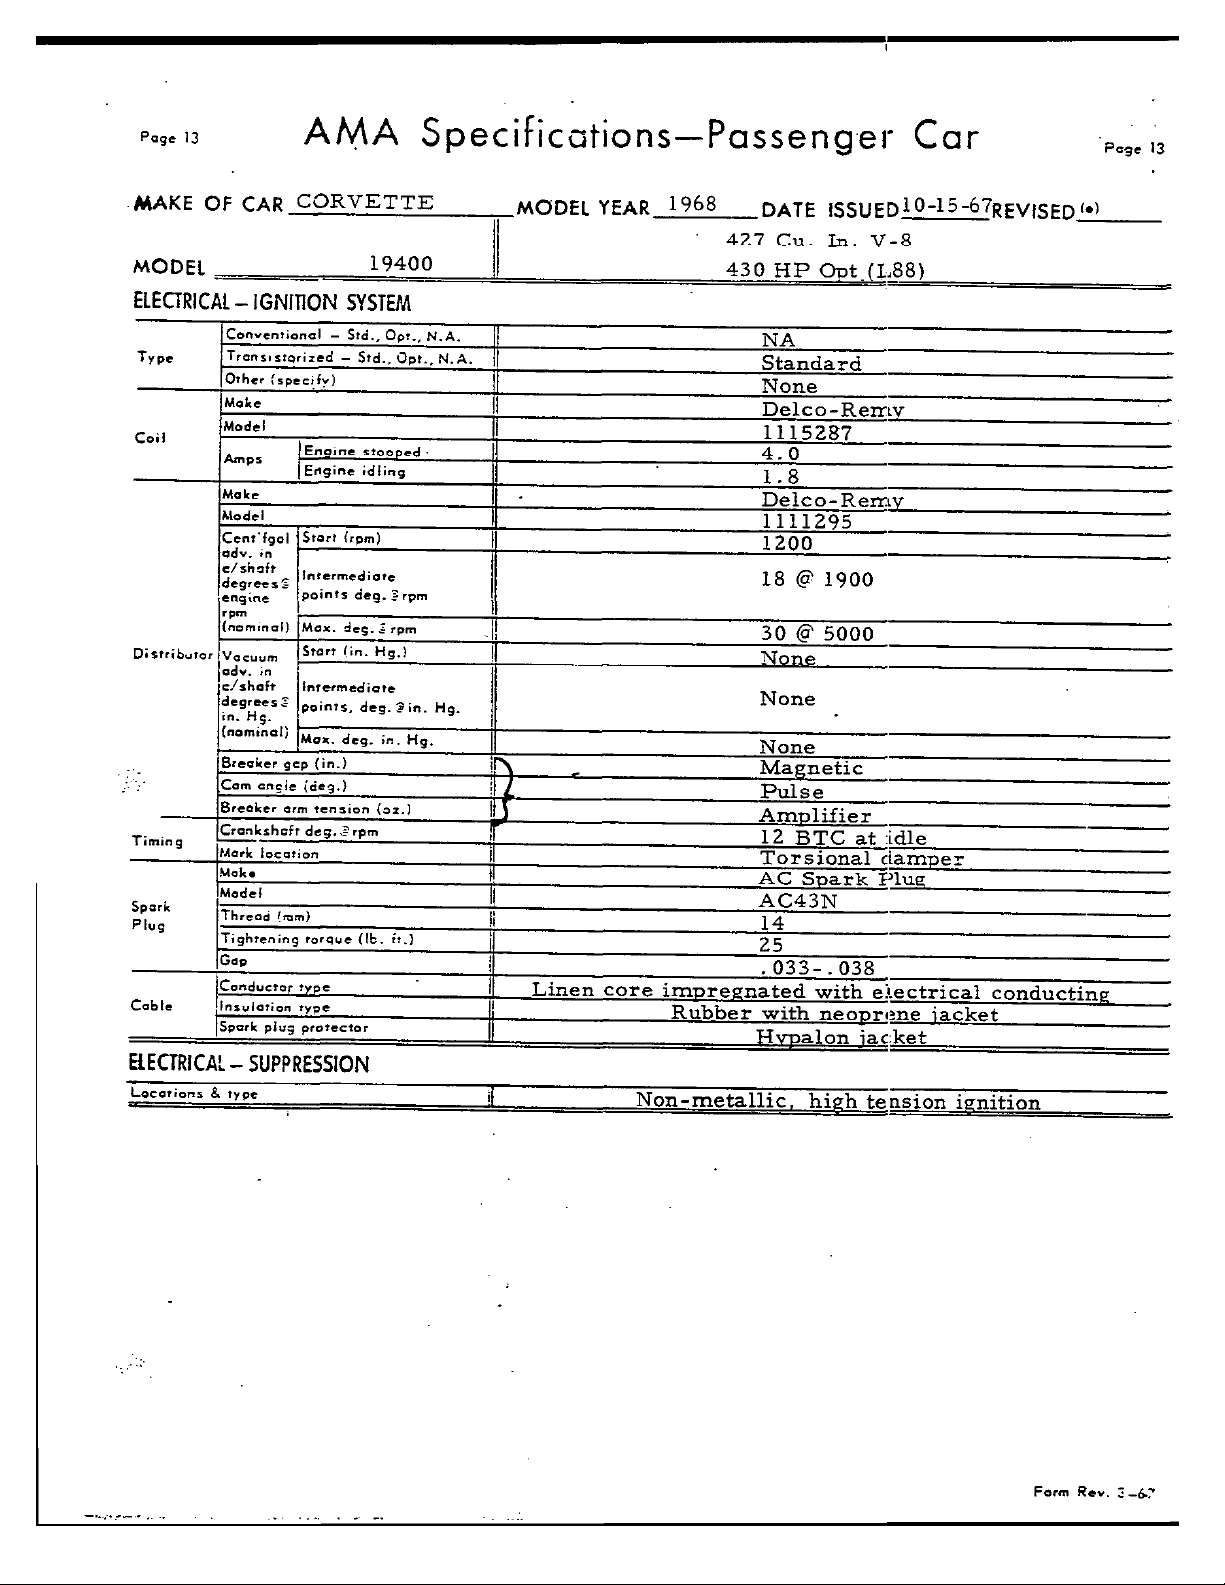 Page 13 AMA Specifications—Passenger Car Page 13
MAKE OF CAR CORVETTE MODEL YEAR 1968 DATE ISSUED 10-15-67 REVISED (•)
427 Cu. In. V-8
MODEL 19400 430 HP Opt (L88)
ELECTRICAL – IGNITION SYSTEM
Type
Conventional – Std., Opt., N.A. NA
Transistorized – Std., Opt., N.A. Standard
Other (specify) None
Coil
Make Delco-Remy
Model 1115287
Amps
Engine stopped 4.0
Engine idling 1.8
Distributor
Make Delco-Remy
Model 1111295
Cent'fgal adv. in c/shaft degrees @ engine rpm (nominal)
Start (rpm) 1200
Intermediate points deg. @ rpm 18 @ 1900
Max. deg. @ rpm 30 @ 5000
Vacuum adv. in c/shaft degrees @ in. Hg. (nominal)
Start (in. Hg.) None
Intermediate points, deg. @ in. Hg. None
Max. deg. in. Hg. None
Breaker gap (in.) Magnetic
Cam angle (deg.) Pulse
Breaker arm tension (oz.) Amplifier
Timing
Crankshaft deg. @ rpm 12 BTC at idle
Mark location Torsional damper
Spark Plug
Make AC Spark Plug
Model AC43N
Thread (mm) 14
Tightening torque (lb. ft.) 25
Gap .033-.038
Cable
Conductor type Linen core impregnated with electrical conducting
Insulation type Rubber with neoprene jacket
Spark plug protector Hypalon jacket
ELECTRICAL – SUPPRESSION
Locations & type Non-metallic, high tension ignition
Form Rev. 3-67